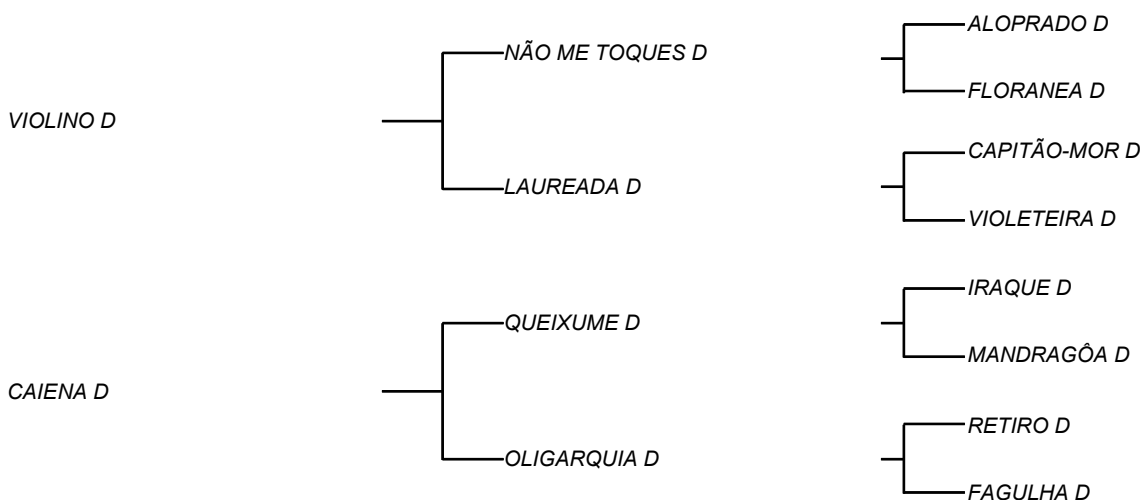 ALOPRADO D
NÃO ME TOQUES D
FLORANEA D
VIOLINO D
CAPITÃO-MOR D
LAUREADA D
VIOLETEIRA D
IRAQUE D
QUEIXUME D
MANDRAGÔA D
CAIENA D
RETIRO D
OLIGARQUIA D
FAGULHA D